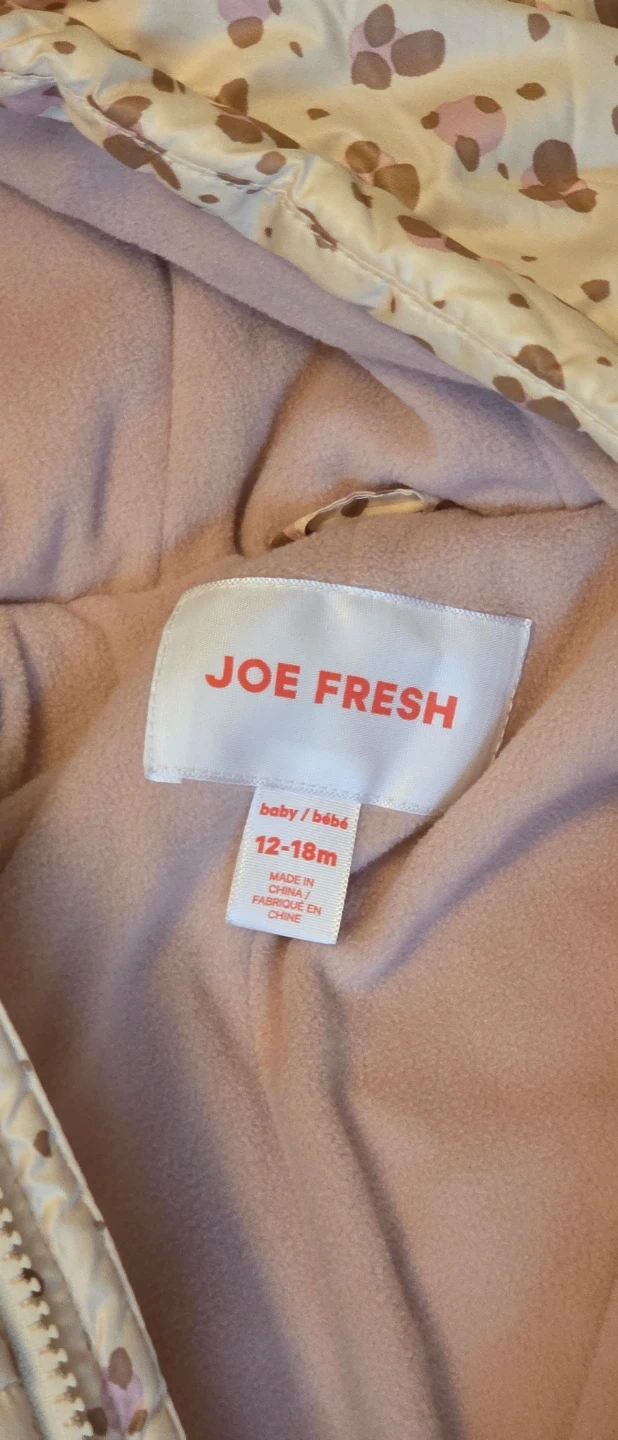 JOE FRESH
baby / bébé
12-18m
MADE IN
CHINA /
FABRIQUÉ EN
CHINE